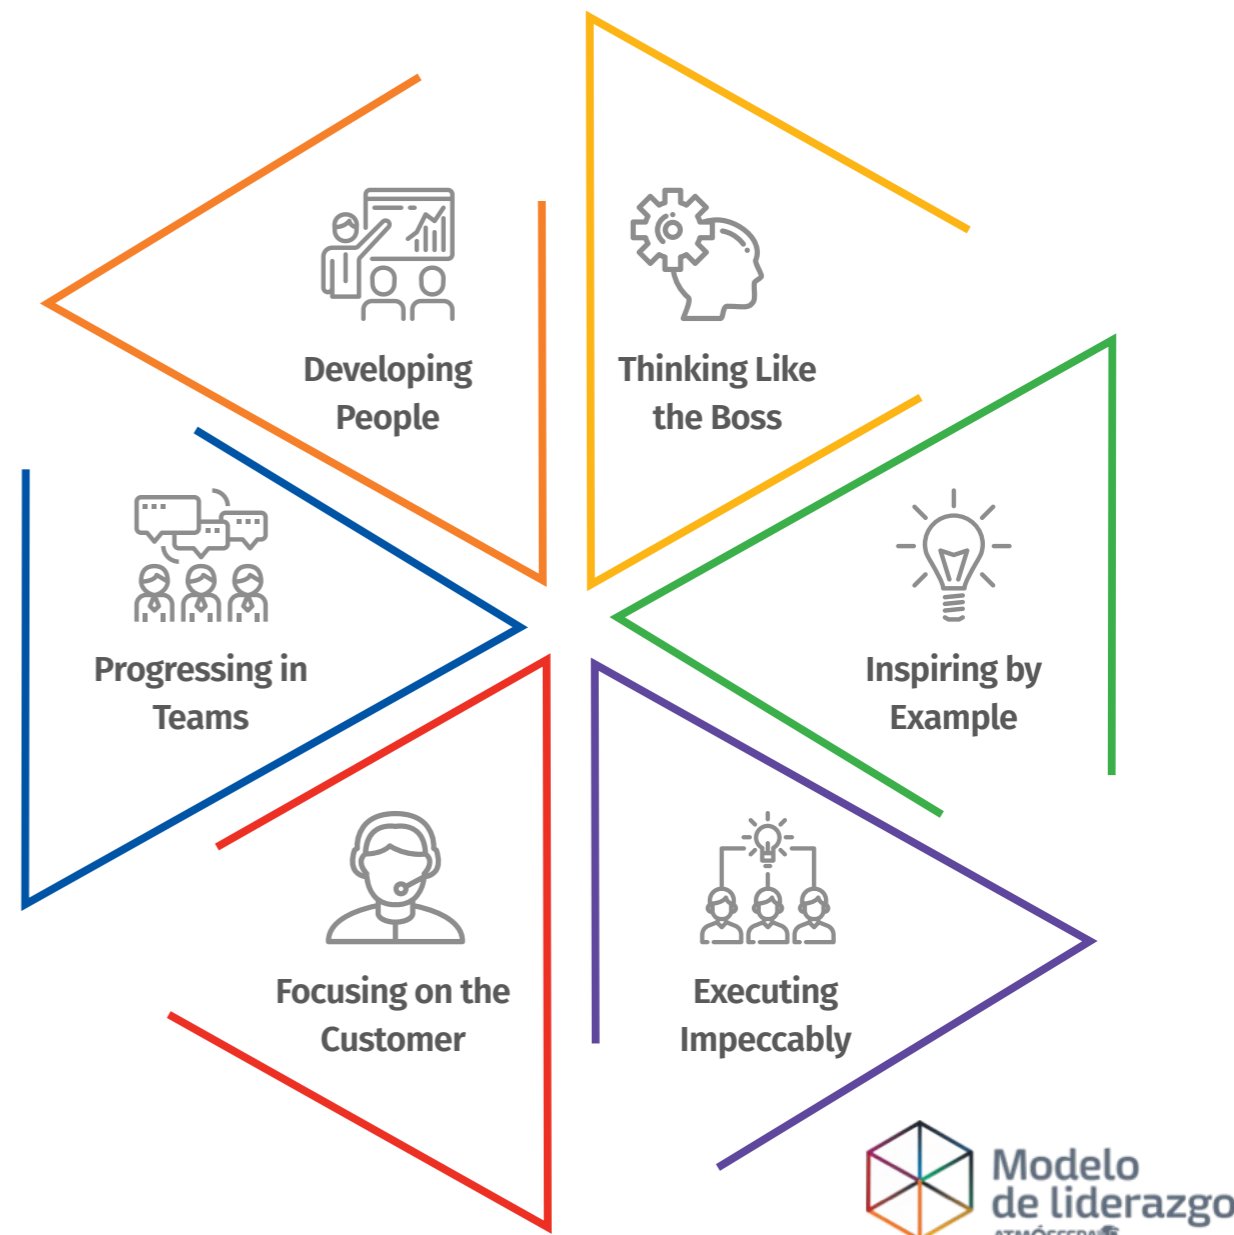 Developing
People
Thinking Like
the Boss
Progressing in
Teams
Inspiring by
Example
Focusing on the
Customer
Executing
Impeccably
Modelo
de liderazgo